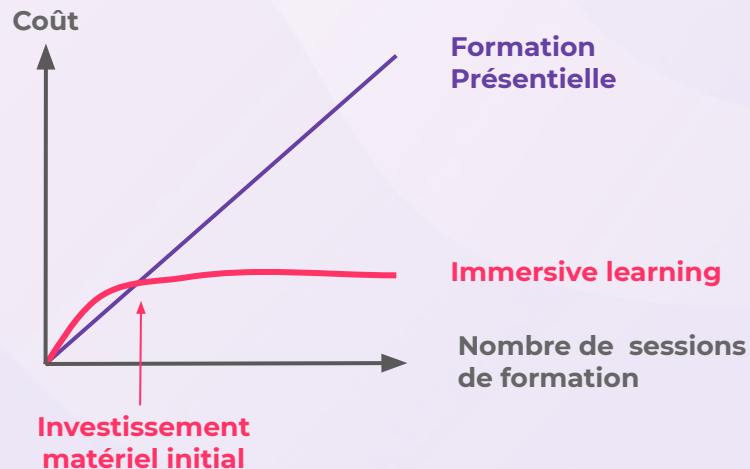 Coût
Formation
Présentielle
Immersive learning
Nombre de sessions
de formation
Investissement
matériel initial